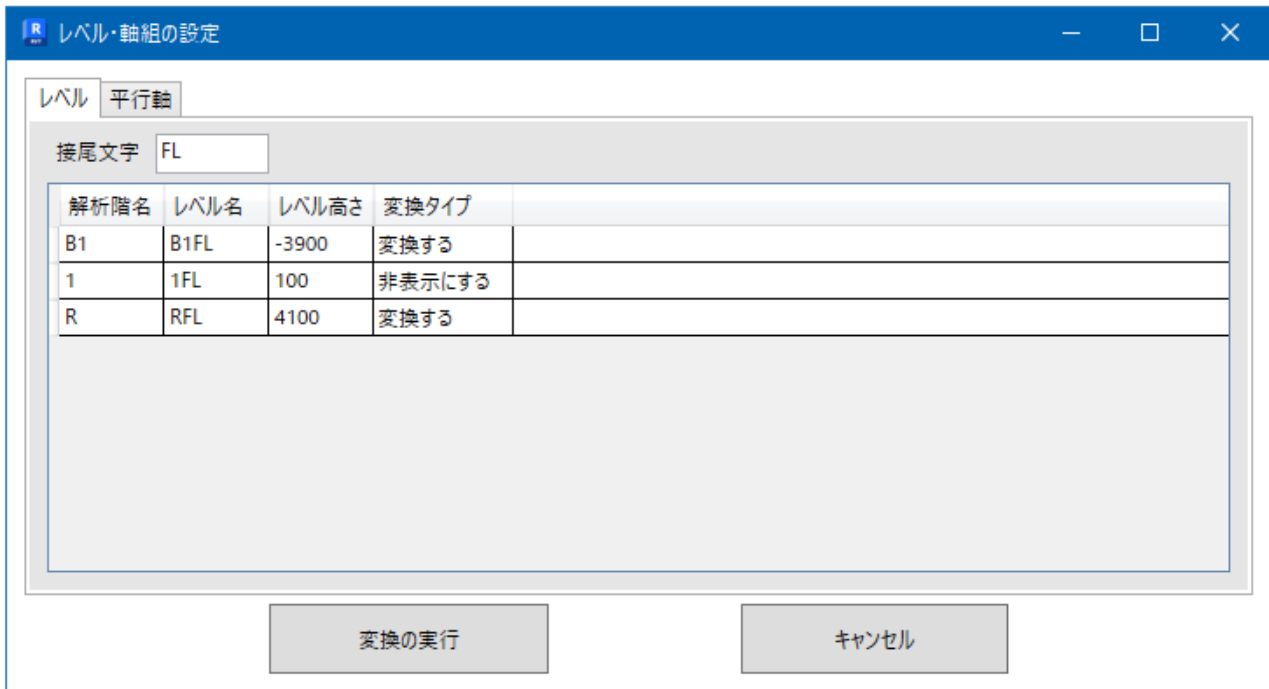 レベル・軸組の設定
レベル 平行軸
接尾文字 FL
解析階名 レベル名 レベル高さ 変換タイプ
B1 B1FL -3900 変換する
1 1FL 100 非表示にする
R RFL 4100 変換する
変換の実行 キャンセル